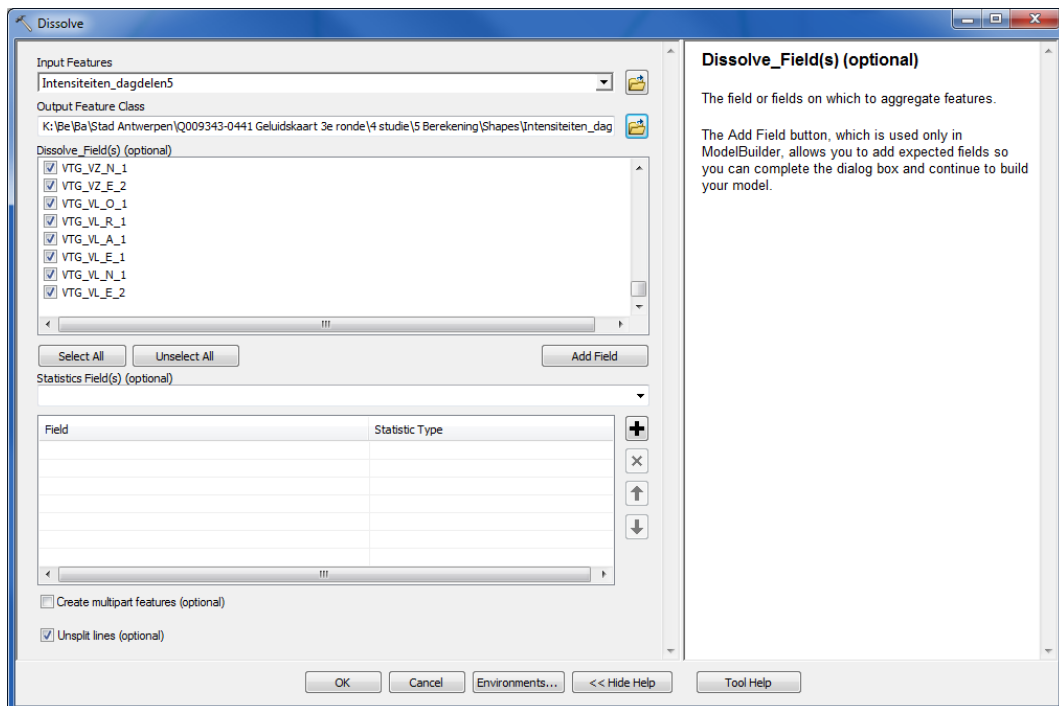 Dissolve
Input Features
Intensiteiten_dagdelen5
Output Feature Class
K:\Be\Ba\Stad Antwerpen\Q009343-0441 Geluidskaart 3e ronde\4 studie\5 Berekening\Shapes\Intensiteiten_dag
Dissolve_Field(s) (optional)
VTG_VZ_N_1
VTG_VZ_E_2
VTG_VL_O_1
VTG_VL_R_1
VTG_VL_A_1
VTG_VL_E_1
VTG_VL_N_1
VTG_VL_E_2
Select All Unselect All Add Field
Statistics Field(s) (optional)
Field Statistic Type
Create multipart features (optional)
Unsplit lines (optional)
OK Cancel Environments... << Hide Help Tool Help
Dissolve_Field(s) (optional)
The field or fields on which to aggregate features.
The Add Field button, which is used only in
ModelBuilder, allows you to add expected fields so
you can complete the dialog box and continue to build
your model.